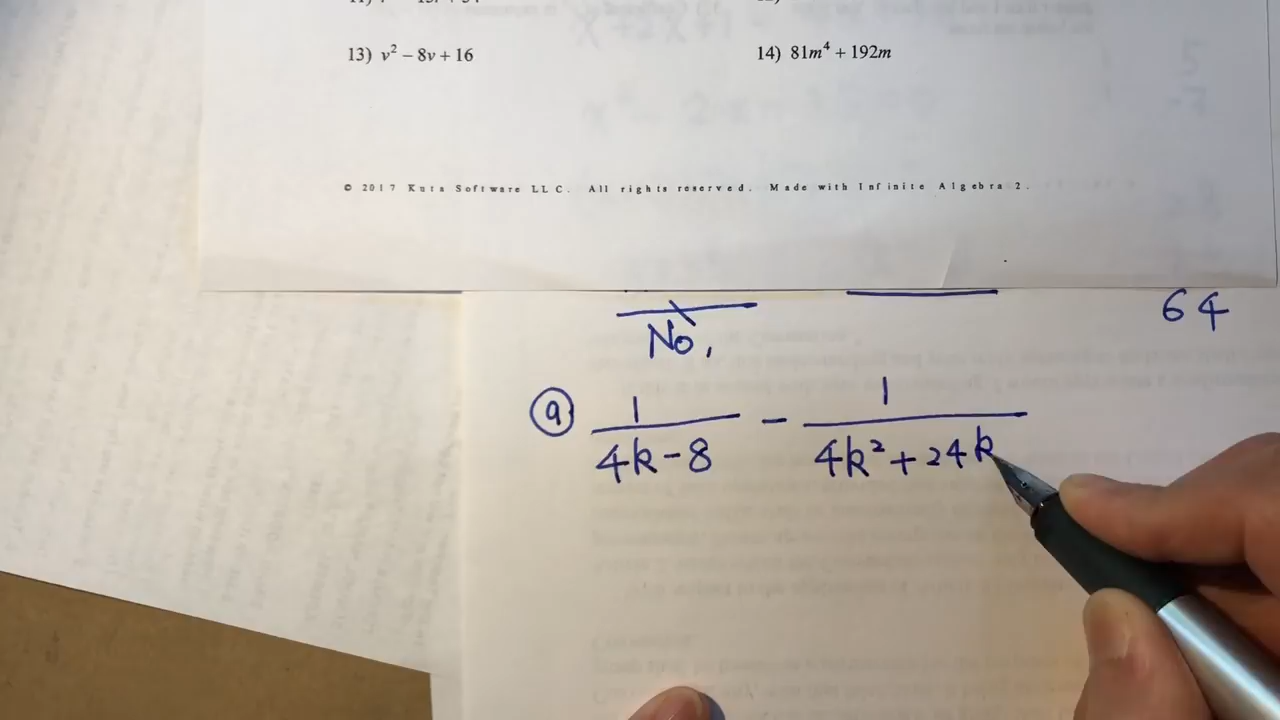 13) v² – 8v + 16
14) 81m⁴ + 192m
© 2017 Kuta Software LLC. All rights reserved. Made with Infinite Algebra 2.
64
No,
⑨ 1/(4k-8) - 1/(4k²+24k